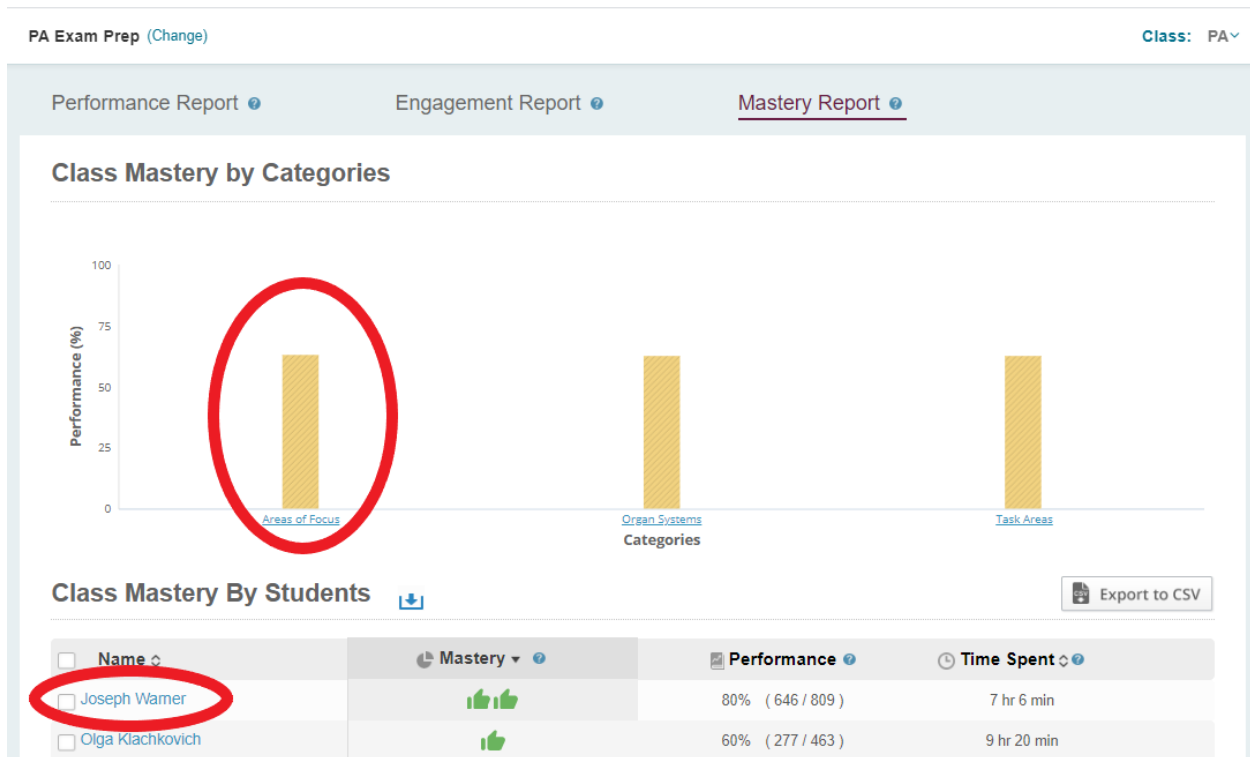 PA Exam Prep (Change) Class: PA
Performance Report ? Engagement Report ? Mastery Report ?
Class Mastery by Categories
100
75
50
25
0
Performance (%)
Areas of Focus Organ Systems Task Areas
Categories
Class Mastery By Students CSV Export to CSV
Name Mastery ? Performance ? Time Spent ?
Joseph Warner 80% ( 646 / 809 ) 7 hr 6 min
Olga Klachkovich 60% ( 277 / 463 ) 9 hr 20 min